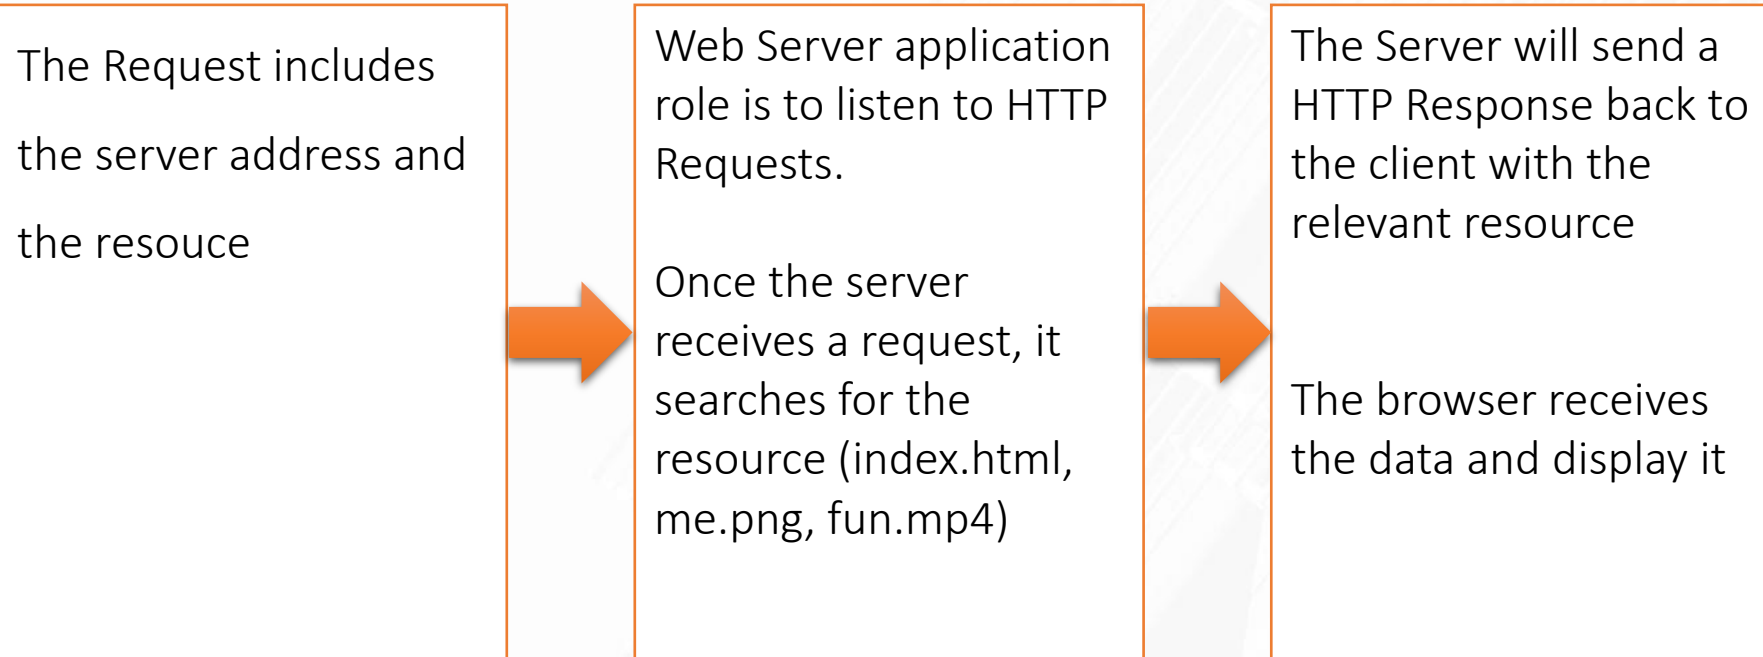 The Request includes
the server address and
the resouce
Web Server application
role is to listen to HTTP
Requests.
Once the server
receives a request, it
searches for the
resource (index.html,
me.png, fun.mp4)
The Server will send a
HTTP Response back to
the client with the
relevant resource
The browser receives
the data and display it